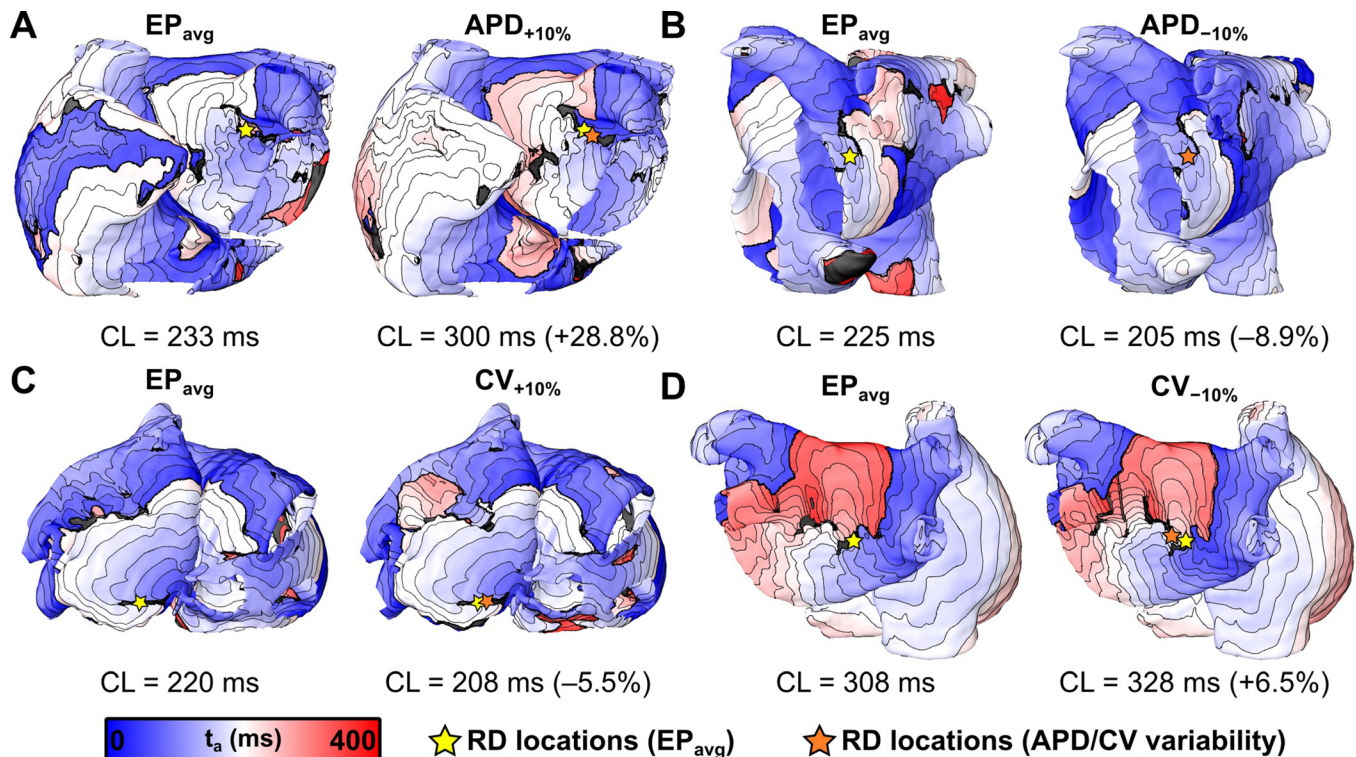 A EPavg APD+10% B EPavg APD−10%
CL = 233 ms CL = 300 ms (+28.8%) CL = 225 ms CL = 205 ms (−8.9%)
C EPavg CV+10% D EPavg CV−10%
CL = 220 ms CL = 208 ms (−5.5%) CL = 308 ms CL = 328 ms (+6.5%)
0 ta (ms) 400 RD locations (EPavg) RD locations (APD/CV variability)